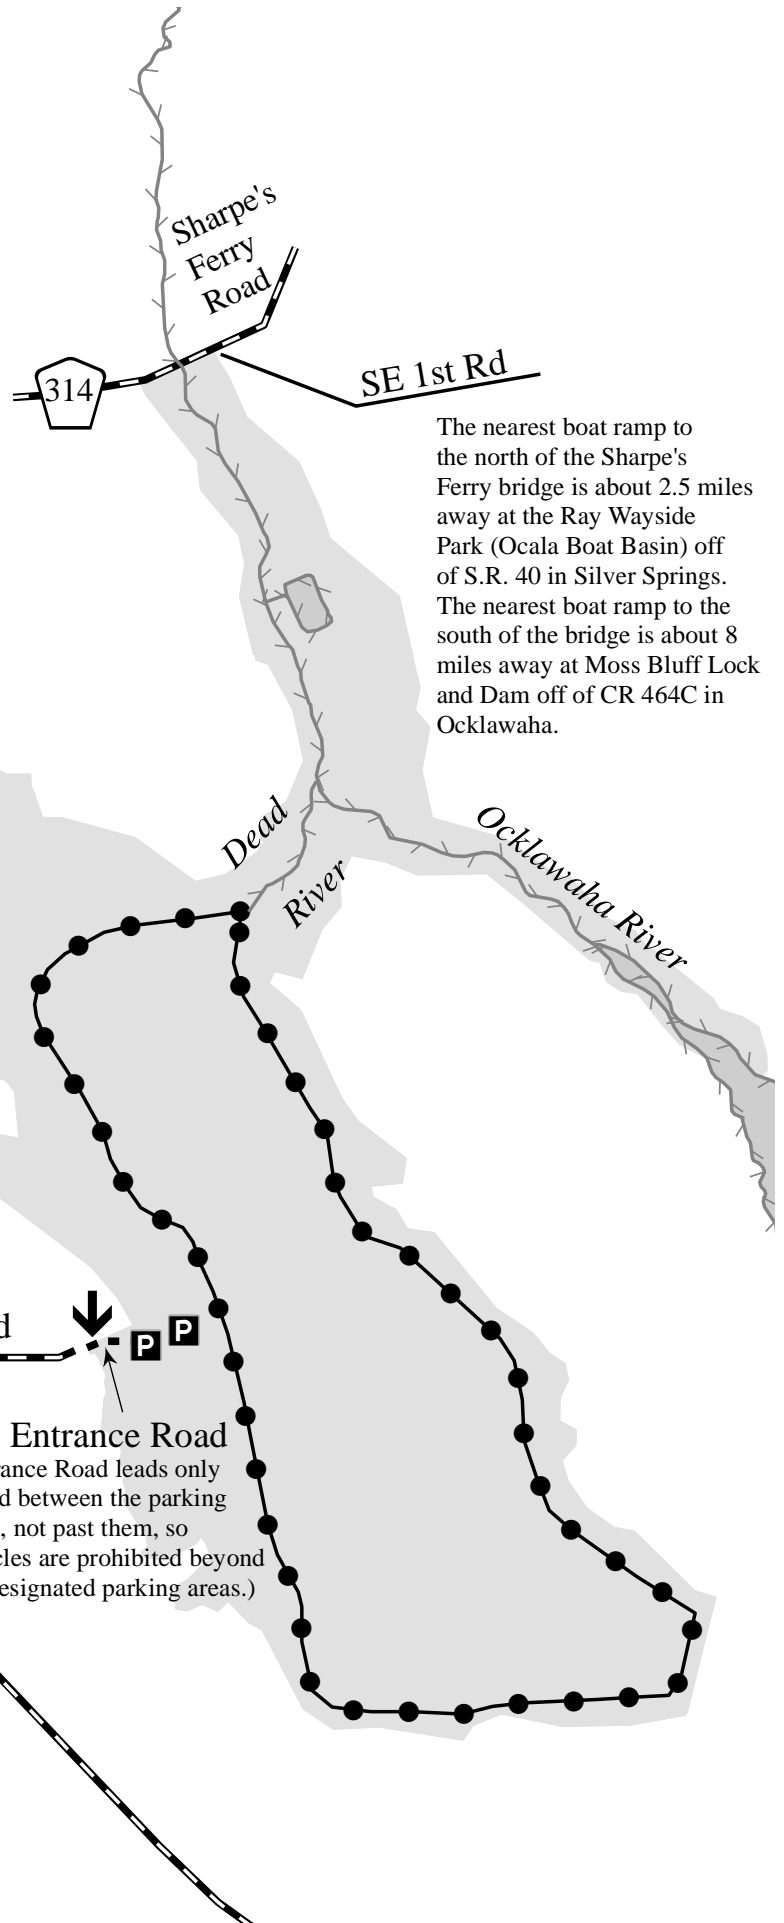 Sharpe's
Ferry
Road
314
SE 1st Rd
The nearest boat ramp to
the north of the Sharpe's
Ferry bridge is about 2.5 miles
away at the Ray Wayside
Park (Ocala Boat Basin) off
of S.R. 40 in Silver Springs.
The nearest boat ramp to the
south of the bridge is about 8
miles away at Moss Bluff Lock
and Dam off of CR 464C in
Ocklawaha.
Dead
River
Ocklawaha River
d
P
P
Entrance Road
rance Road leads only
d between the parking
, not past them, so
cles are prohibited beyond
esignated parking areas.)